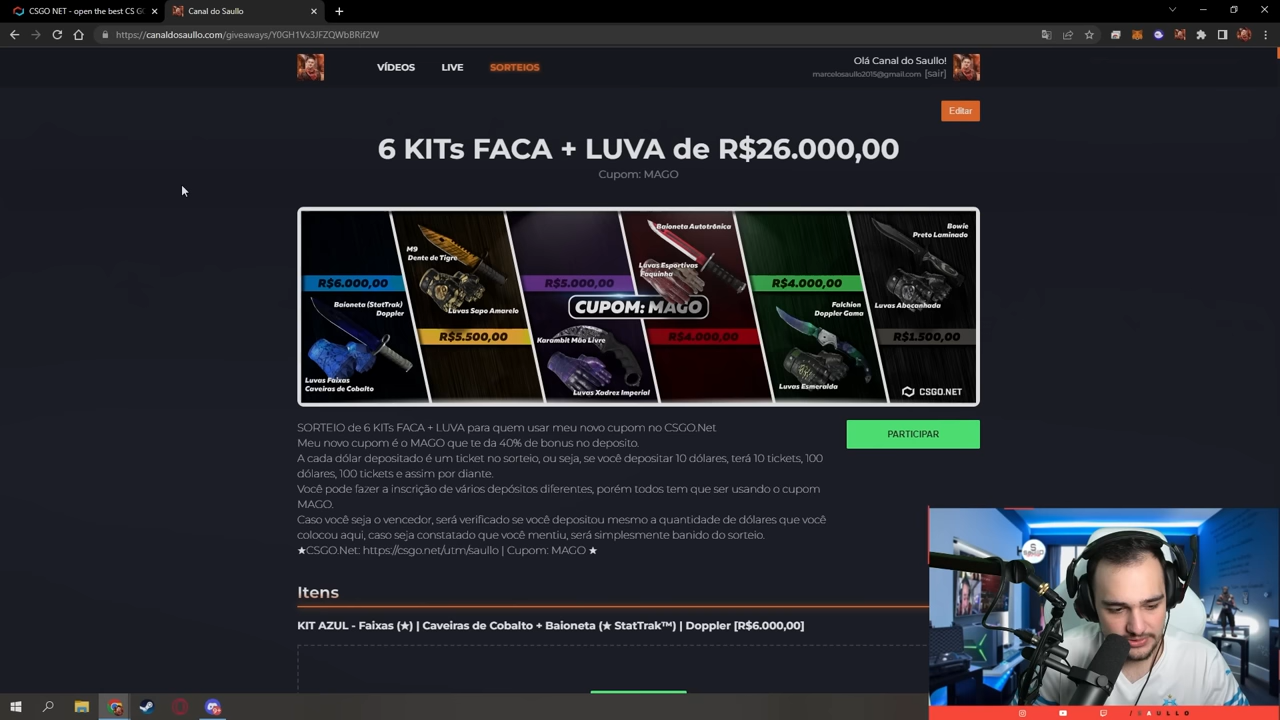 CSGO NET - open the best CS G
Canal do Saullo
https://canaldosaullo.com/giveaways/Y0GH1Vx3JFZQWbBRif2W
VÍDEOS
LIVE
SORTEIOS
Olá Canal do Saullo!
marcelosaullo2015@gmail.com [sair]
Editar
6 KITs FACA + LUVA de R$26.000,00
Cupom: MAGO
R$6.000,00
Baioneta (StatTrak)
Doppler
Luvas Faixas
Caveiras de Cobalto
M9
Dente de Tigre
Luvas Sapo Amarelo
R$5.500,00
R$5.000,00
Karambit Mão Livre
Luvas Xadrez Imperial
CUPOM: MAGO
Baioneta Autotrônica
Luvas Esportivas
Faquinha
R$4.000,00
R$4.000,00
Falchion
Doppler Gama
Luvas Esmeralda
Bowie
Preto Laminado
Luvas Abocanhada
R$1.500,00
CSGO.NET
SORTEIO de 6 KITs FACA + LUVA para quem usar meu novo cupom no CSGO.Net
Meu novo cupom é o MAGO que te da 40% de bonus no deposito.
A cada dólar depositado é um ticket no sorteio, ou seja, se você depositar 10 dólares, terá 10 tickets, 100
dólares, 100 tickets e assim por diante.
Você pode fazer a inscrição de vários depósitos diferentes, porém todos tem que ser usando o cupom
MAGO.
Caso você seja o vencedor, será verificado se você depositou mesmo a quantidade de dólares que você
colocou aqui, caso seja constatado que você mentiu, será simplesmente banido do sorteio.
★CSGO.Net: https://csgo.net/utm/saullo | Cupom: MAGO ★
PARTICIPAR
Itens
KIT AZUL - Faixas (★) | Caveiras de Cobalto + Baioneta (★ StatTrak™) | Doppler [R$6.000,00]
/SAULLO